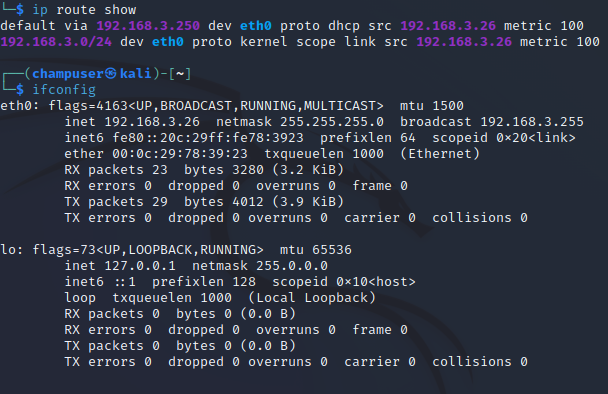 └─$ ip route show
default via 192.168.3.250 dev eth0 proto dhcp src 192.168.3.26 metric 100
192.168.3.0/24 dev eth0 proto kernel scope link src 192.168.3.26 metric 100
┌──(champuser㉿kali)-[~]
└─$ ifconfig
eth0: flags=4163<UP,BROADCAST,RUNNING,MULTICAST>  mtu 1500
        inet 192.168.3.26  netmask 255.255.255.0  broadcast 192.168.3.255
        inet6 fe80::20c:29ff:fe78:3923  prefixlen 64  scopeid 0×20<link>
        ether 00:0c:29:78:39:23  txqueuelen 1000  (Ethernet)
        RX packets 23  bytes 3280 (3.2 KiB)
        RX errors 0  dropped 0  overruns 0  frame 0
        TX packets 29  bytes 4012 (3.9 KiB)
        TX errors 0  dropped 0 overruns 0  carrier 0  collisions 0
lo: flags=73<UP,LOOPBACK,RUNNING>  mtu 65536
        inet 127.0.0.1  netmask 255.0.0.0
        inet6 ::1  prefixlen 128  scopeid 0×10<host>
        loop  txqueuelen 1000  (Local Loopback)
        RX packets 0  bytes 0 (0.0 B)
        RX errors 0  dropped 0  overruns 0  frame 0
        TX packets 0  bytes 0 (0.0 B)
        TX errors 0  dropped 0 overruns 0  carrier 0  collisions 0